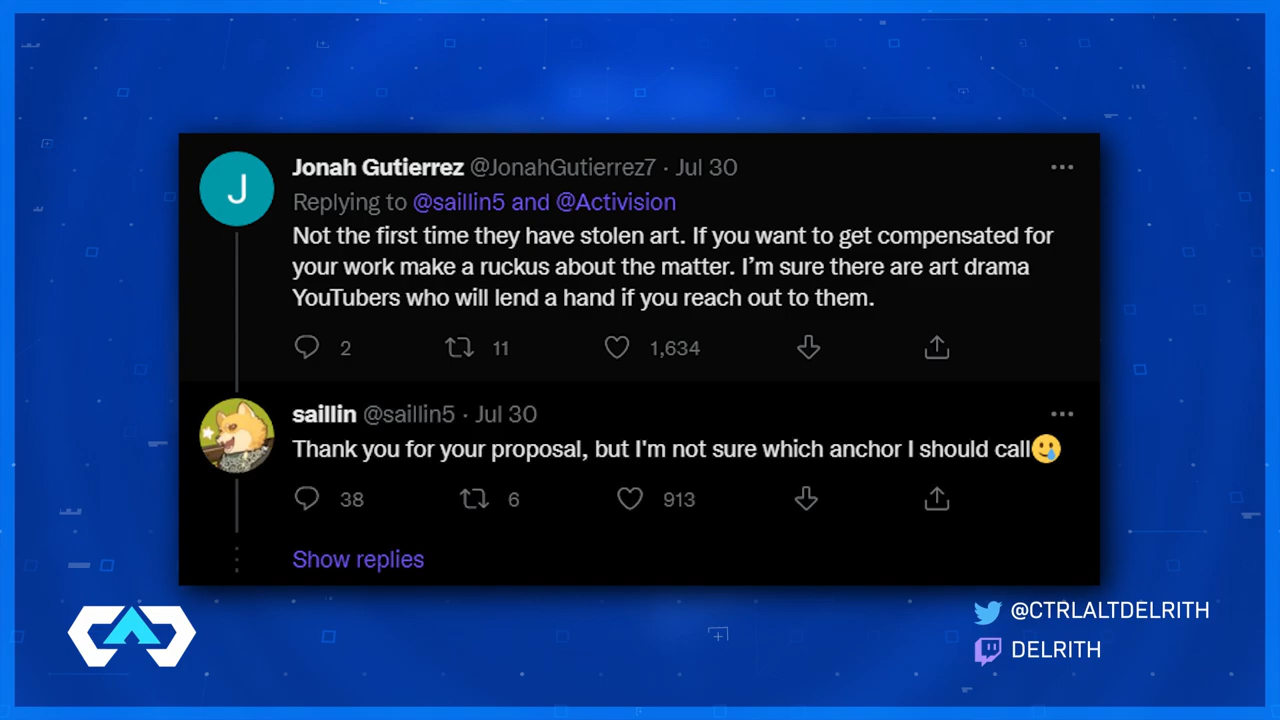 J
Jonah Gutierrez @JonahGutierrez7 · Jul 30
Replying to @saillin5 and @Activision
Not the first time they have stolen art. If you want to get compensated for
your work make a ruckus about the matter. I’m sure there are art drama
YouTubers who will lend a hand if you reach out to them.
2 11 1,634
saillin @saillin5 · Jul 30
Thank you for your proposal, but I'm not sure which anchor I should call🥲
38 6 913
Show replies
@CTRLALTDELRITH
DELRITH